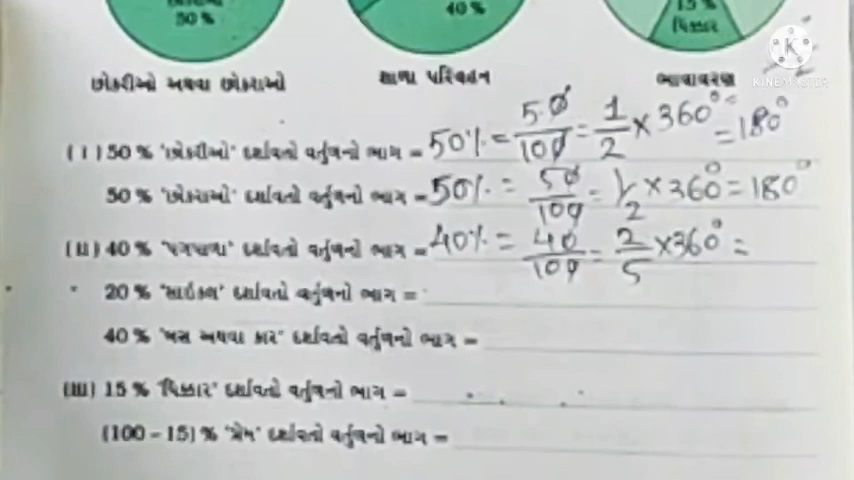 50 %
40 %
15 %
ધિક્કાર
K
KINEMASTER
છોકરીઓ અથવા છોકરાઓ
શાળા પરિવહન
ભાવાવરણ
(I) 50 % 'છોકરીઓ' દર્શાવતો વર્તુળનો ભાગ = 50% = 50/100 = 1/2 × 360° = 180°
50 % 'છોકરાઓ' દર્શાવતો વર્તુળનો ભાગ = 50% = 50/100 = 1/2 × 360° = 180°
(II) 40 % 'પગપાળા' દર્શાવતો વર્તુળનો ભાગ = 40% = 40/100 = 2/5 × 360° =
20 % 'સાઇકલ' દર્શાવતો વર્તુળનો ભાગ =
40 % 'બસ અથવા કાર' દર્શાવતો વર્તુળનો ભાગ =
(III) 15 % 'ધિક્કાર' દર્શાવતો વર્તુળનો ભાગ =
(100 – 15) % 'પ્રેમ' દર્શાવતો વર્તુળનો ભાગ =